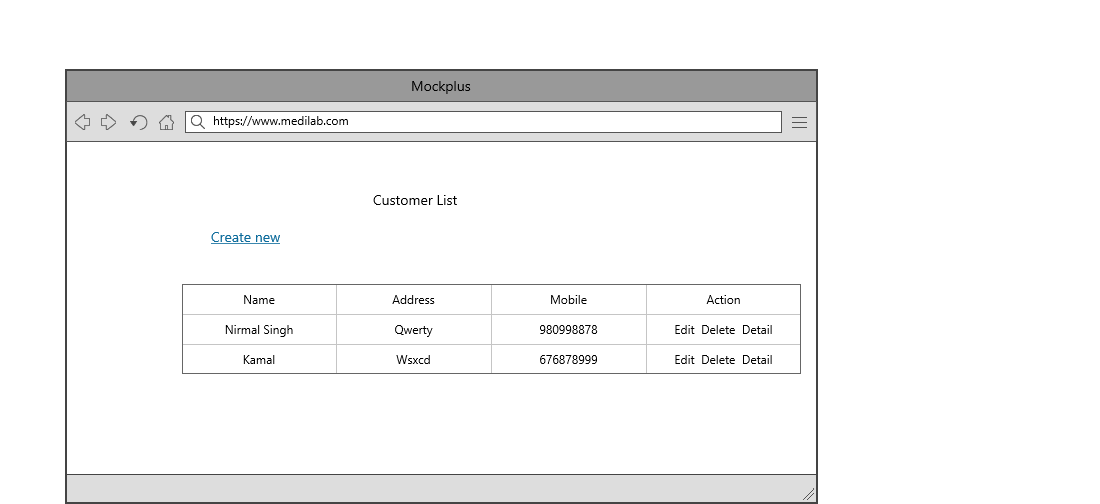 Mockplus
https://www.medilab.com
Customer List
Create new
Name Address Mobile Action
Nirmal Singh Qwerty 980998878 Edit Delete Detail
Kamal Wsxcd 676878999 Edit Delete Detail